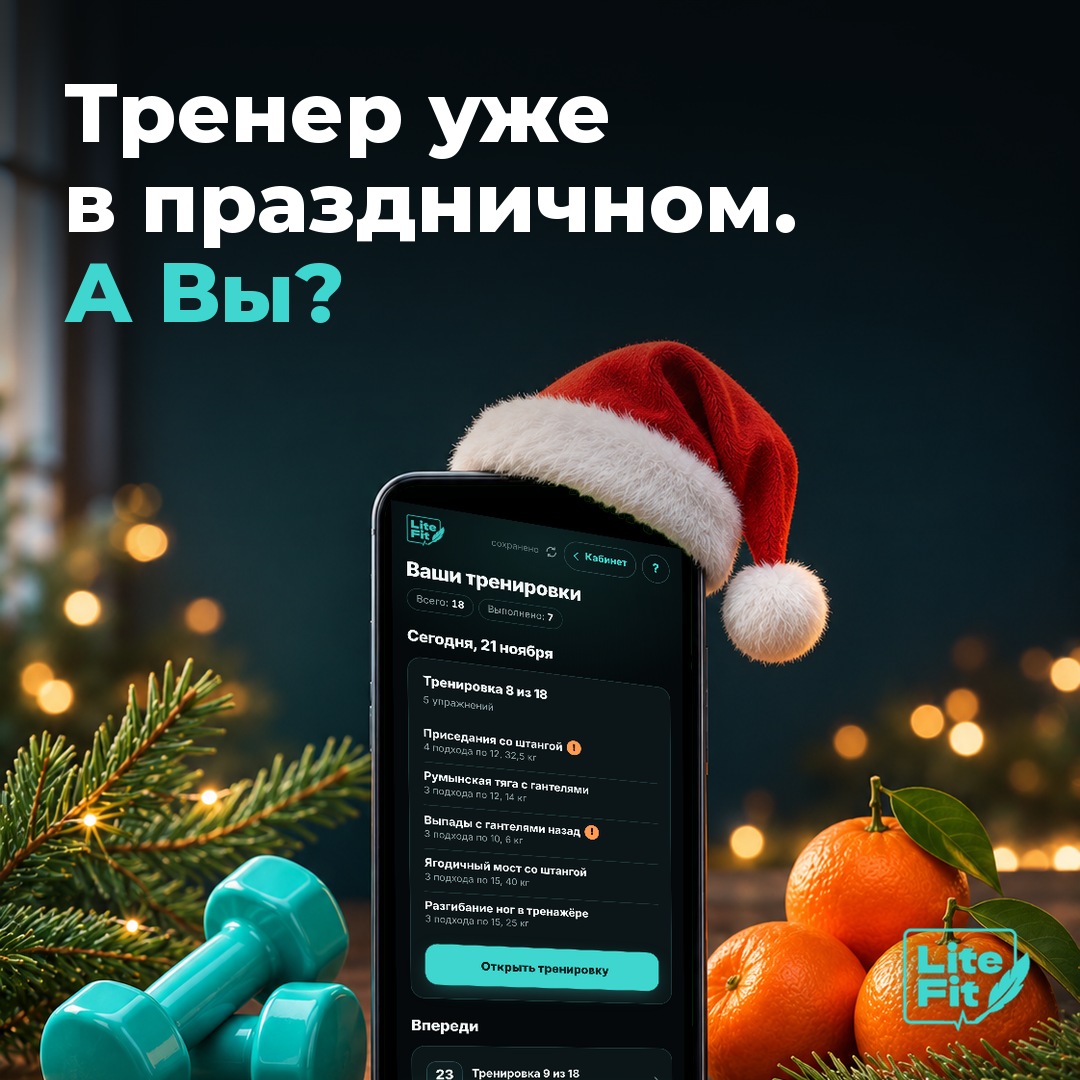 Тренер уже
в праздничном.
А Вы?
Lite
Fit
сохранено
Кабинет
?
Ваши тренировки
Всего: 18
Выполнено: 7
Сегодня, 21 ноября
Тренировка 8 из 18
5 упражнений
Приседания со штангой !
4 подхода по 12, 32,5 кг
Румынская тяга с гантелями
3 подхода по 12, 14 кг
Выпады с гантелями назад !
3 подхода по 10, 6 кг
Ягодичный мост со штангой
3 подхода по 15, 40 кг
Разгибание ног в тренажёре
3 подхода по 15, 25 кг
Открыть тренировку
Впереди
23 Тренировка 9 из 18
Lite
Fit